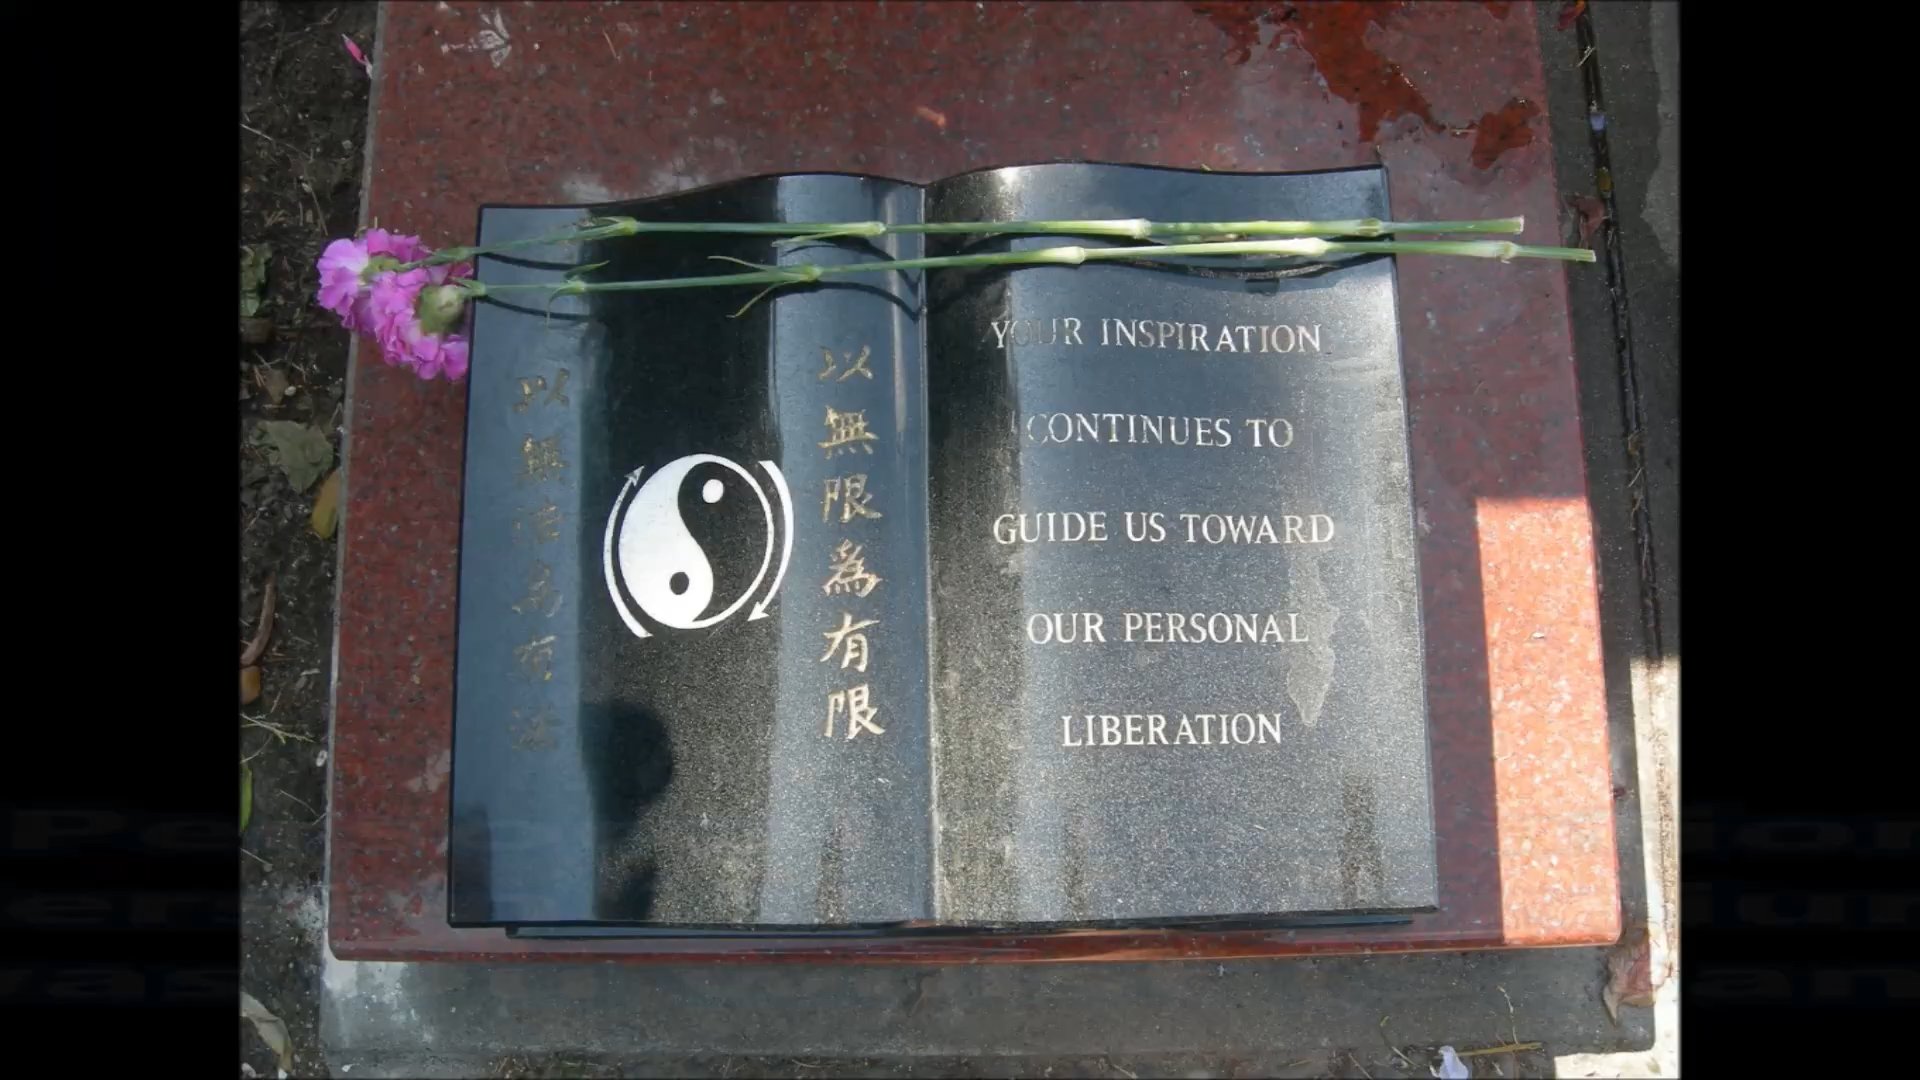 以無法為有法
以無限為有限
YOUR INSPIRATION
CONTINUES TO
GUIDE US TOWARD
OUR PERSONAL
LIBERATION